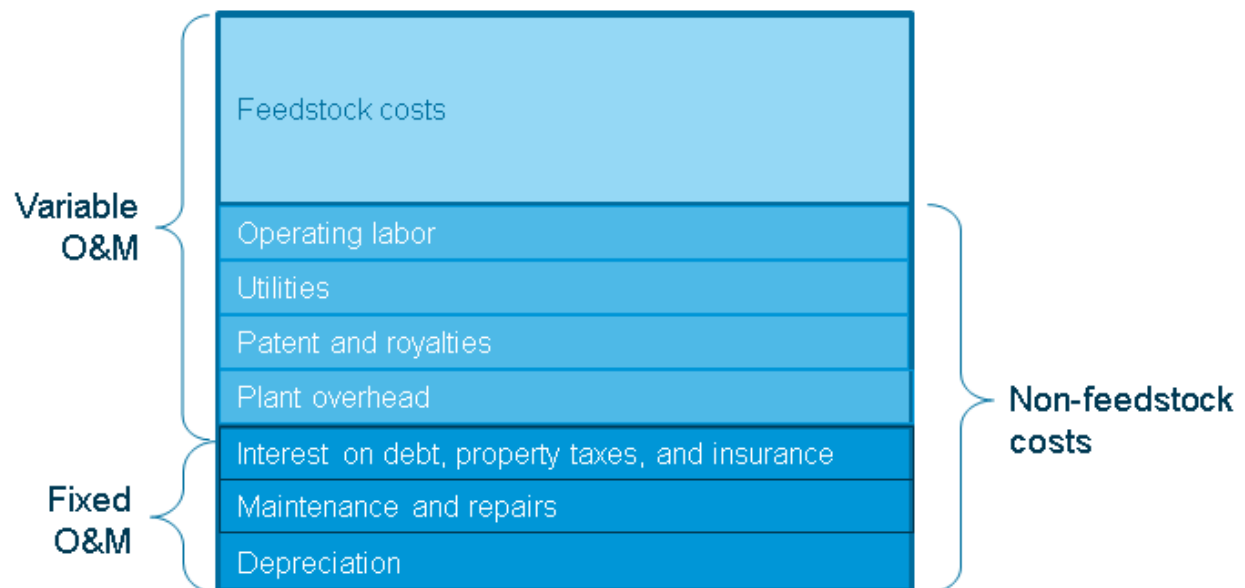 Feedstock costs
Variable
O&M
Operating labor
Utilities
Patent and royalties
Plant overhead
Non-feedstock
costs
Interest on debt, property taxes, and insurance
Fixed
O&M
Maintenance and repairs
Depreciation